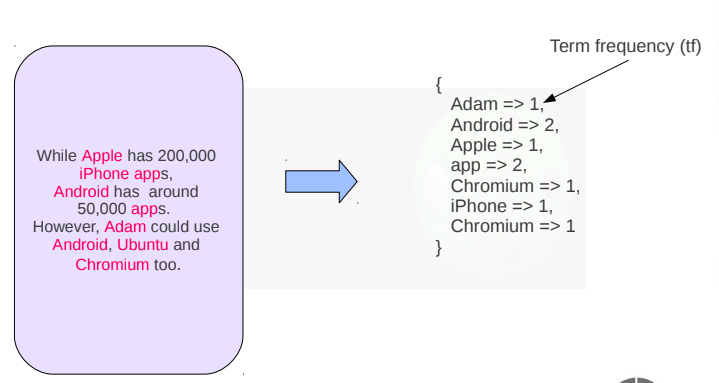 Term frequency (tf)
While Apple has 200,000
iPhone apps,
Android has around
50,000 apps.
However, Adam could use
Android, Ubuntu and
Chromium too.
{
Adam => 1,
Android => 2,
Apple => 1,
app => 2,
Chromium => 1,
iPhone => 1,
Chromium => 1
}